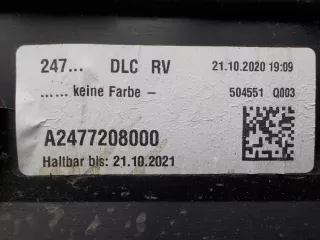 247... DLC RV 21.10.2020 19:09
...... keine Farbe – 504551 Q003
A2477208000
Haltbar bis: 21.10.2021